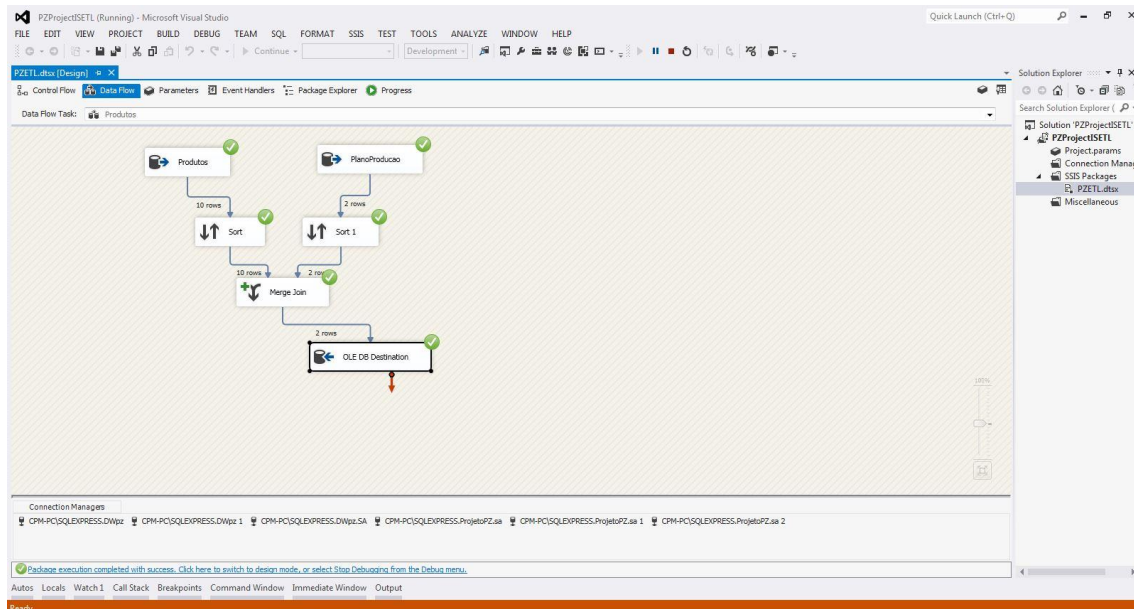 PZProjectISETL (Running) - Microsoft Visual Studio
Quick Launch (Ctrl+Q)
FILE EDIT VIEW PROJECT BUILD DEBUG TEAM SQL FORMAT SSIS TEST TOOLS ANALYZE WINDOW HELP
Continue Development
PZETL.dtsx [Design]
Solution Explorer
Control Flow Data Flow Parameters Event Handlers Package Explorer Progress
Data Flow Task: Produtos
Search Solution Explorer (
Solution 'PZProjectISETL'
PZProjectISETL
Project.params
Connection Mana
SSIS Packages
PZETL.dtsx
Miscellaneous
Produtos
PlanoProducao
10 rows
2 rows
Sort
Sort 1
10 rows
2 rows
Merge Join
2 rows
OLE DB Destination
100%
Connection Managers
CPM-PC\SQLEXPRESS.DWpz CPM-PC\SQLEXPRESS.DWpz 1 CPM-PC\SQLEXPRESS.DWpz.SA CPM-PC\SQLEXPRESS.ProjetoPZ.sa CPM-PC\SQLEXPRESS.ProjetoPZ.sa 1 CPM-PC\SQLEXPRESS.ProjetoPZ.sa 2
Package execution completed with success. Click here to switch to design mode, or select Stop Debugging from the Debug menu.
Autos Locals Watch 1 Call Stack Breakpoints Command Window Immediate Window Output
Ready